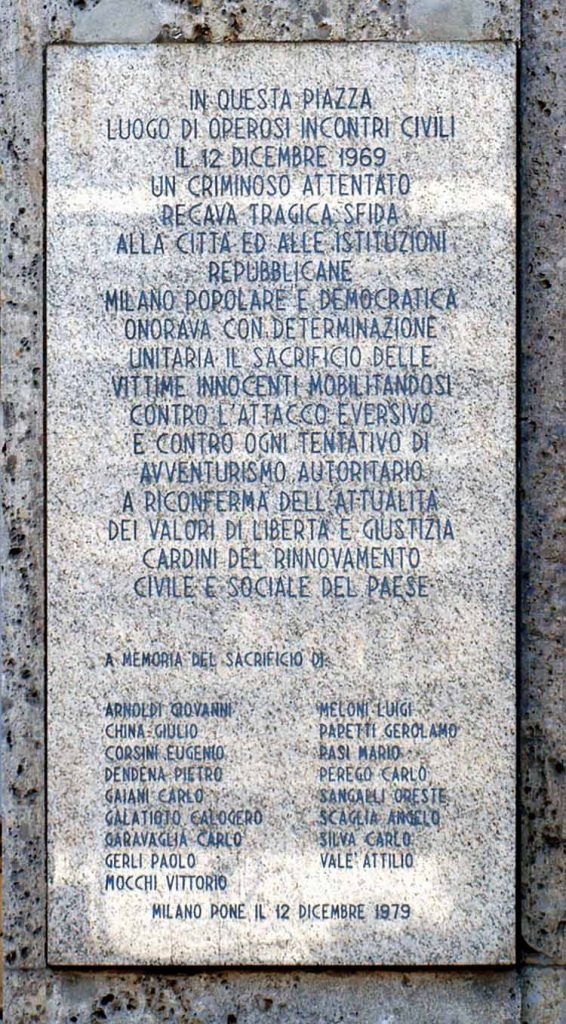 IN QUESTA PIAZZA
LUOGO DI OPEROSI INCONTRI CIVILI
IL 12 DICEMBRE 1969
UN CRIMINOSO ATTENTATO
RECAVA TRAGICA SFIDA
ALLA CITTÀ ED ALLE ISTITUZIONI
REPUBBLICANE
MILANO POPOLARE E DEMOCRATICA
ONORAVA CON DETERMINAZIONE
UNITARIA IL SACRIFICIO DELLE
VITTIME INNOCENTI MOBILITANDOSI
CONTRO L'ATTACCO EVERSIVO
E CONTRO OGNI TENTATIVO DI
AVVENTURISMO AUTORITARIO
A RICONFERMA DELL'ATTUALITÀ
DEI VALORI DI LIBERTÀ E GIUSTIZIA
CARDINI DEL RINNOVAMENTO
CIVILE E SOCIALE DEL PAESE
A MEMORIA DEL SACRIFICIO DI:
ARNOLDI GIOVANNI
CHINA GIULIO
CORSINI EUGENIO
DENDENA PIETRO
GAIANI CARLO
GALATIOTO CALOGERO
GARAVAGLIA CARLO
GERLI PAOLO
MOCCHI VITTORIO
MELONI LUIGI
PAPETTI GEROLAMO
PASI MARIO
PEREGO CARLO
SANGALLI ORESTE
SCAGLIA ANGELO
SILVA CARLO
VALE' ATTILIO
MILANO PONE IL 12 DICEMBRE 1979